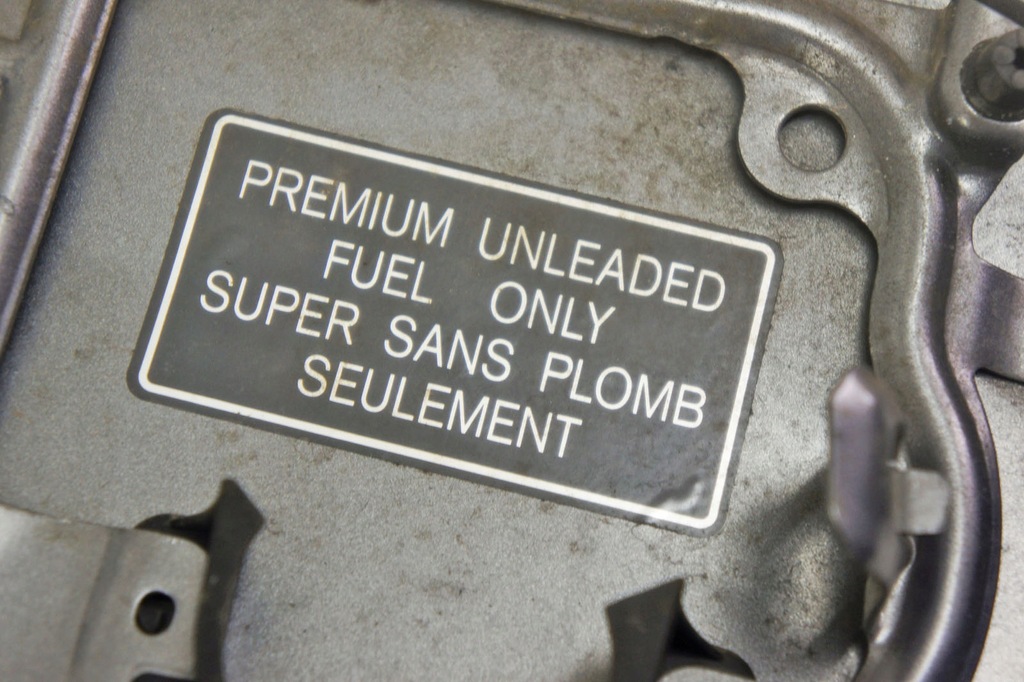 PREMIUM UNLEADED
FUEL ONLY
SUPER SANS PLOMB
SEULEMENT